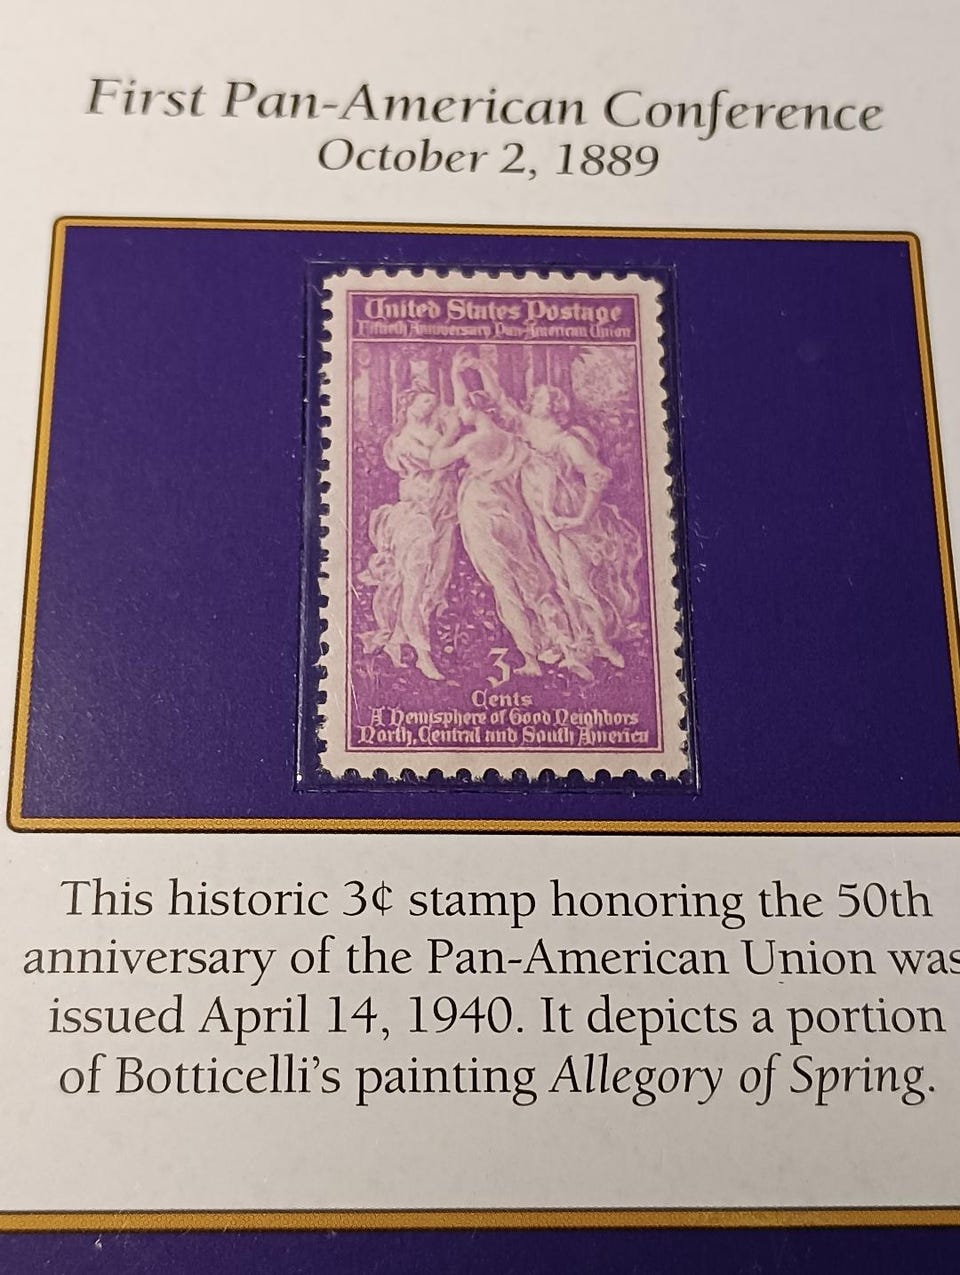 First Pan-American Conference
October 2, 1889
United States Postage
Fiftieth Anniversary Pan-American Union
3
Cents
A Hemisphere of Good Neighbors
North, Central and South America
This historic 3¢ stamp honoring the 50th
anniversary of the Pan-American Union was
issued April 14, 1940. It depicts a portion
of Botticelli's painting Allegory of Spring.